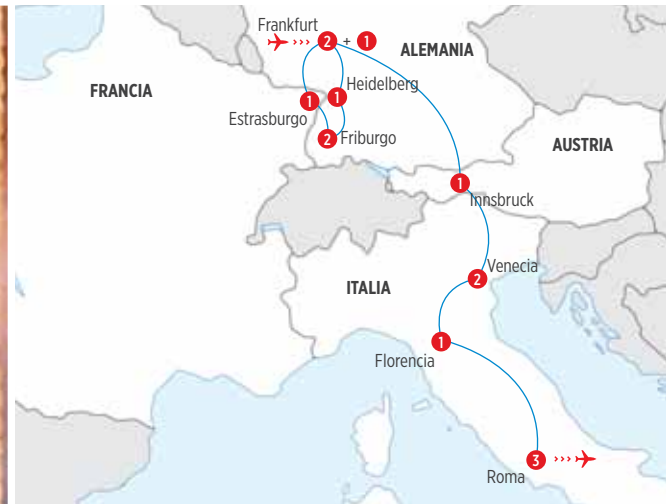 Frankfurt
2 + 1
ALEMANIA
FRANCIA
Heidelberg
1
1
Estrasburgo
2
Friburgo
AUSTRIA
1
Innsbruck
Venecia
2
ITALIA
1
Florencia
3
Roma